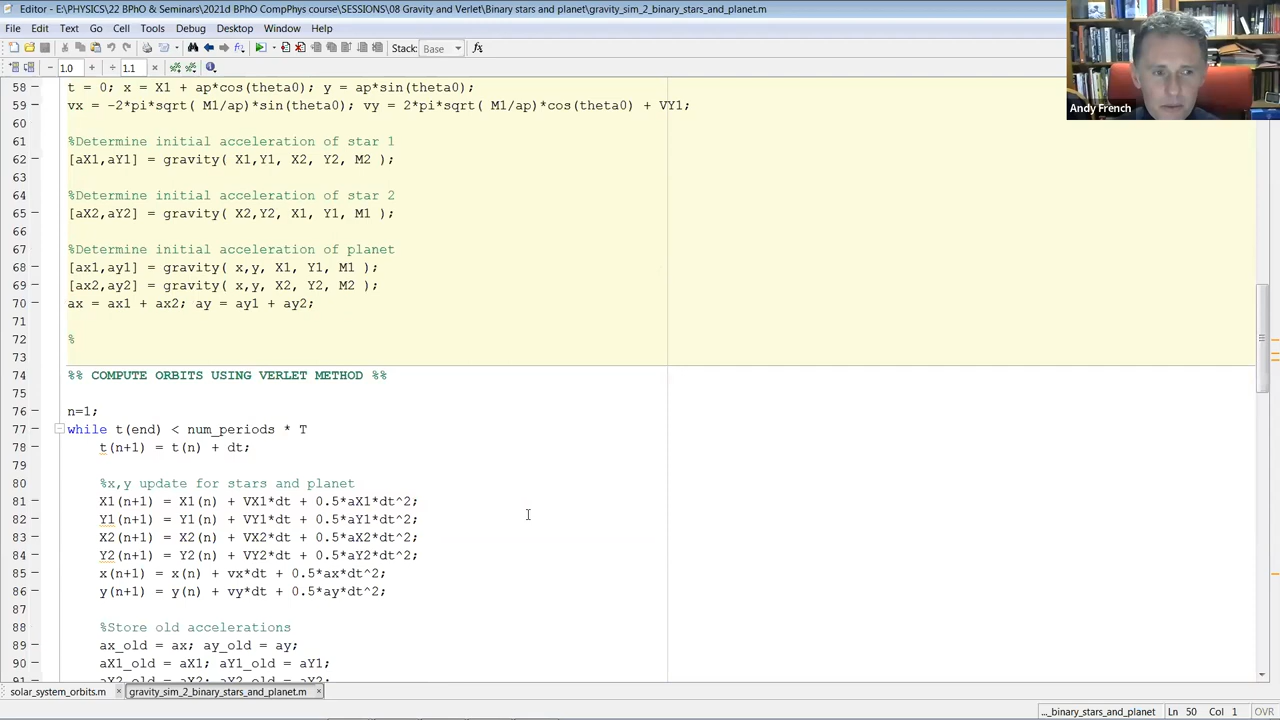 Editor - E:\PHYSICS\22 BPhO & Seminars\2021d BPhO CompPhys course\SESSIONS\08 Gravity and Verlet\Binary stars and planet\gravity_sim_2_binary_stars_and_planet.m
File Edit Text Go Cell Tools Debug Desktop Window Help
Stack: Base fx
− 1.0 + ÷ 1.1 ×
Andy French
58 − t = 0; x = X1 + ap*cos(theta0); y = ap*sin(theta0);
59 − vx = -2*pi*sqrt( M1/ap)*sin(theta0); vy = 2*pi*sqrt( M1/ap)*cos(theta0) + VY1;
60
61 %Determine initial acceleration of star 1
62 − [aX1,aY1] = gravity( X1,Y1, X2, Y2, M2 );
63
64 %Determine initial acceleration of star 2
65 − [aX2,aY2] = gravity( X2,Y2, X1, Y1, M1 );
66
67 %Determine initial acceleration of planet
68 − [ax1,ay1] = gravity( x,y, X1, Y1, M1 );
69 − [ax2,ay2] = gravity( x,y, X2, Y2, M2 );
70 − ax = ax1 + ax2; ay = ay1 + ay2;
71
72 %
73
74 %% COMPUTE ORBITS USING VERLET METHOD %%
75
76 − n=1;
77 − while t(end) < num_periods * T
78 − t(n+1) = t(n) + dt;
79
80 %x,y update for stars and planet
81 − X1(n+1) = X1(n) + VX1*dt + 0.5*aX1*dt^2;
82 − Y1(n+1) = Y1(n) + VY1*dt + 0.5*aY1*dt^2;
83 − X2(n+1) = X2(n) + VX2*dt + 0.5*aX2*dt^2;
84 − Y2(n+1) = Y2(n) + VY2*dt + 0.5*aY2*dt^2;
85 − x(n+1) = x(n) + vx*dt + 0.5*ax*dt^2;
86 − y(n+1) = y(n) + vy*dt + 0.5*ay*dt^2;
87
88 %Store old accelerations
89 − ax_old = ax; ay_old = ay;
90 − aX1_old = aX1; aY1_old = aY1;
91 − aX2_old = aX2; aY2_old = aY2;
solar_system_orbits.m × gravity_sim_2_binary_stars_and_planet.m ×
..._binary_stars_and_planet Ln 50 Col 1 OVR